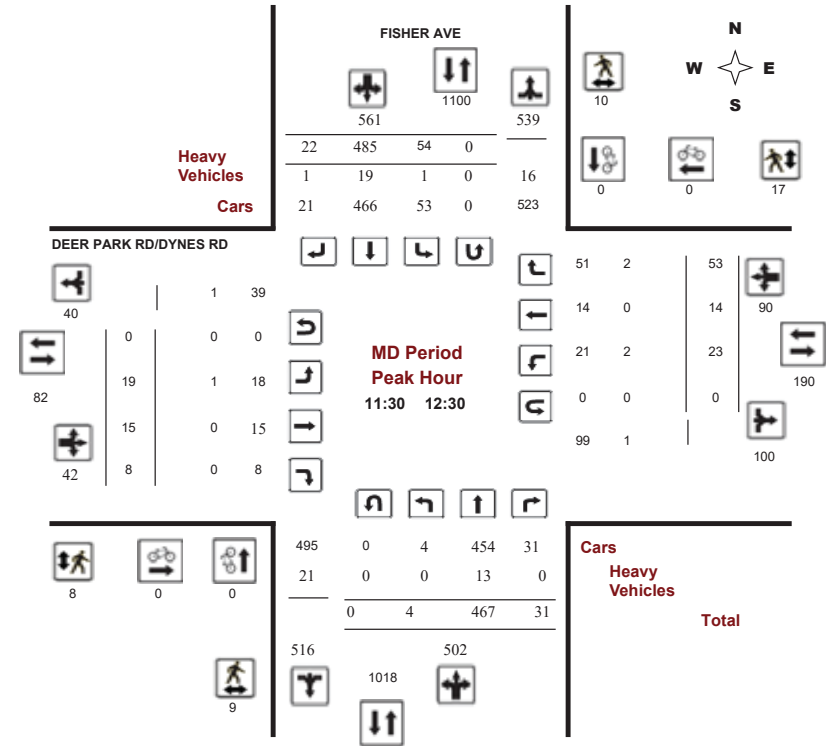 FISHER AVE
N
W E
S
1100
10
561 539
22 485 54 0
Heavy
Vehicles
1 19 1 0 16
0 0 17
Cars
21 466 53 0 523
DEER PARK RD/DYNES RD
51 2 53
40
1 39
14 0 14 90
0 0 0
MD Period
21 2 23
Peak Hour
19 1 18
190
82
11:30 12:30
0 0 0
15 0 15
99 1
100
42
8 0 8
495 0 4 454 31
Cars
21 0 0 13 0
Heavy
Vehicles
8 0 0
0 4 467 31
Total
516 502
1018
9